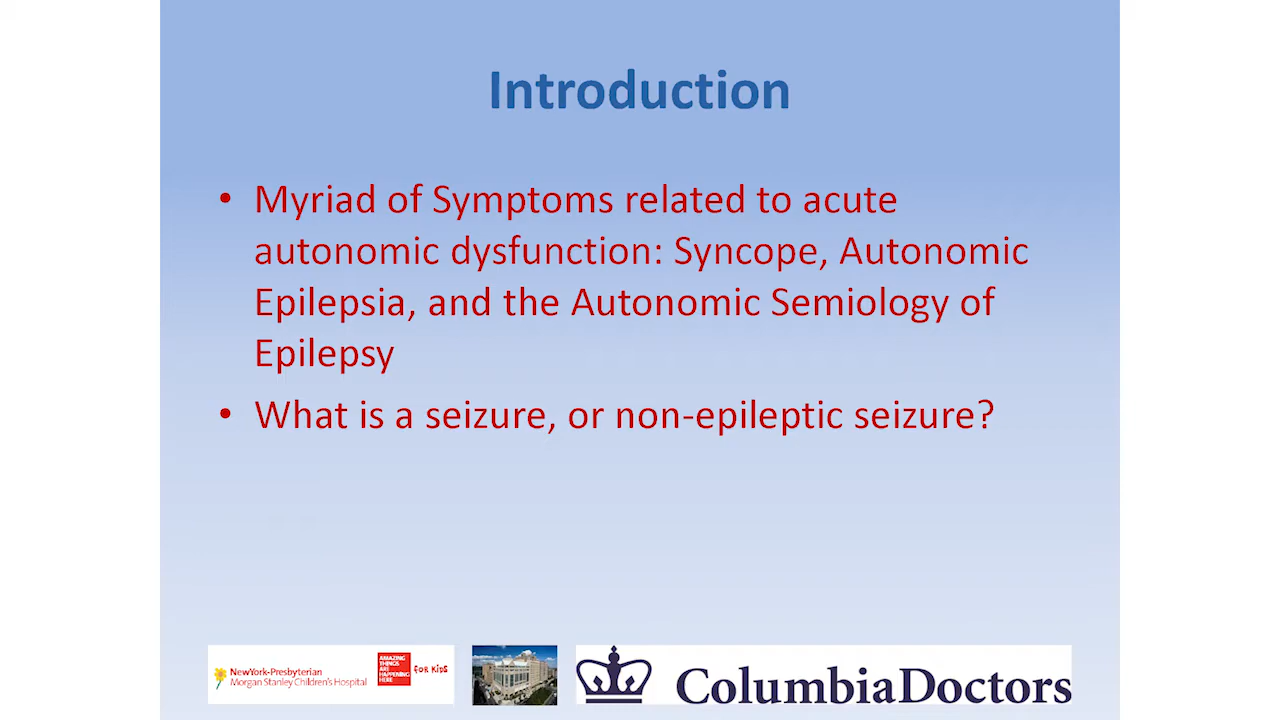 Introduction
• Myriad of Symptoms related to acute
autonomic dysfunction: Syncope, Autonomic
Epilepsia, and the Autonomic Semiology of
Epilepsy
• What is a seizure, or non-epileptic seizure?
NewYork-Presbyterian
Morgan Stanley Children's Hospital
AMAZING
THINGS
ARE
HAPPENING
HERE
FOR KIDS
ColumbiaDoctors